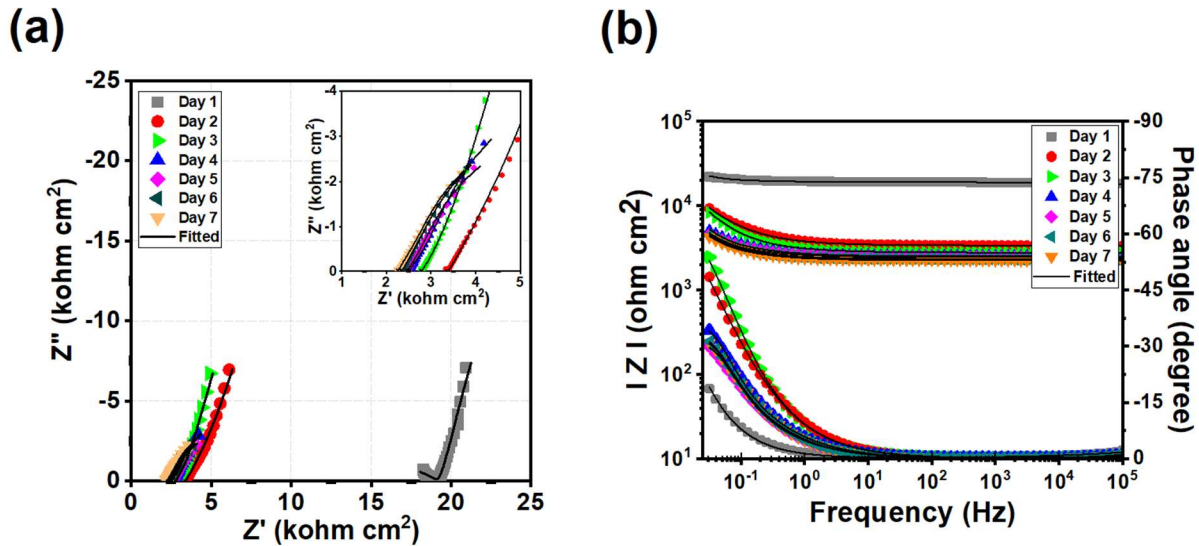 (a)
Z'' (kohm cm²)
-25
-20
-15
-10
-5
0
0
5
10
15
20
25
Z' (kohm cm²)
Day 1
Day 2
Day 3
Day 4
Day 5
Day 6
Day 7
Fitted
Z'' (kohm cm²)
-4
-3
-2
-1
0
1
2
3
4
5
Z' (kohm cm²)
(b)
I Z I ( ohm cm²)
10⁵
10⁴
10³
10²
10¹
10⁻¹
10⁰
10¹
10²
10³
10⁴
10⁵
Frequency (Hz)
Day 1
Day 2
Day 3
Day 4
Day 5
Day 6
Day 7
Fitted
-90
-75
-60
-45
-30
-15
0
Phase angle (degree)